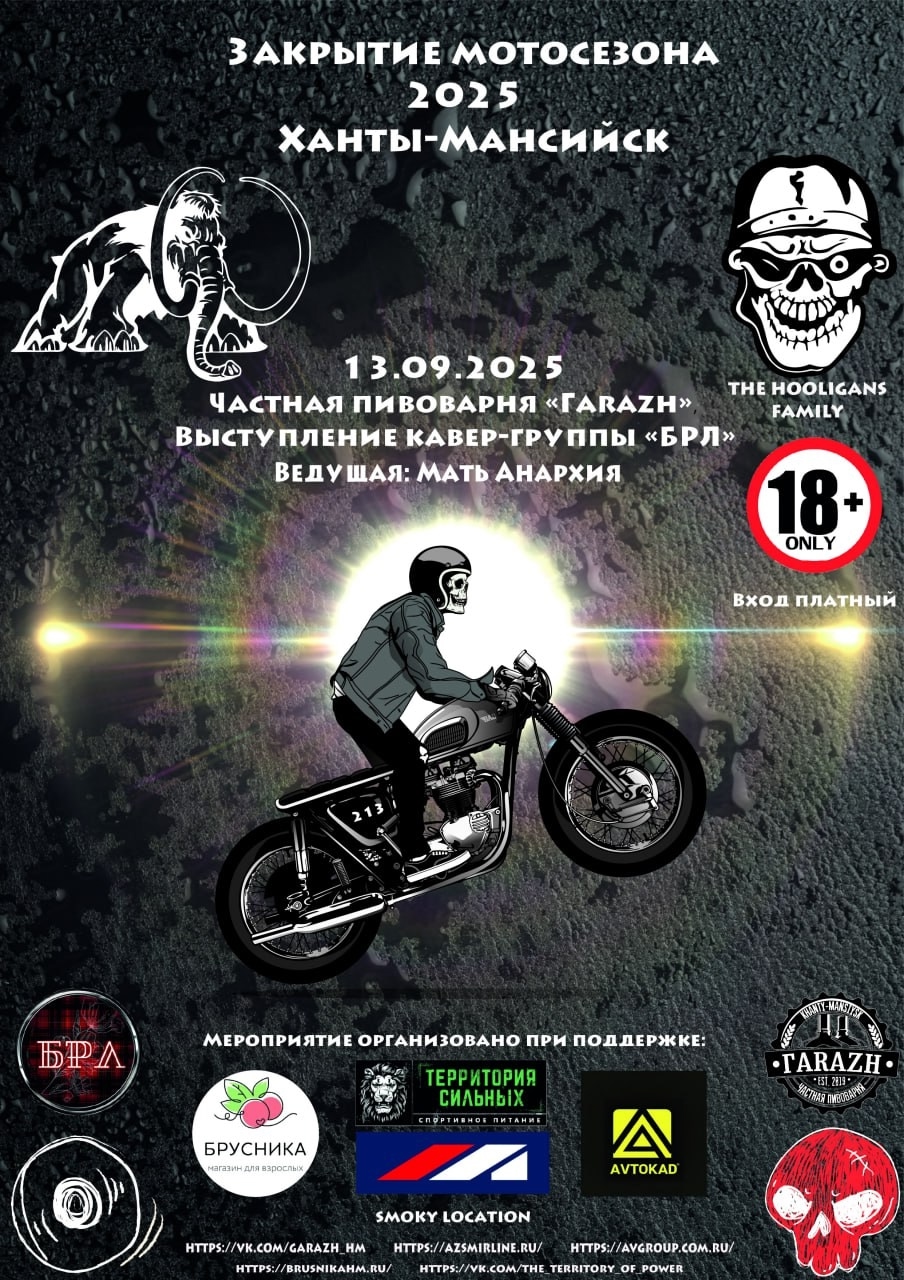 Закрытие мотосезона
2025
Ханты-Мансийск
THE HOOLIGANS
FAMILY
13.09.2025
Частная пивоварня «Гаrazh»
Выступление кавер-группы «БРЛ»
Ведущая: Мать Анархия
18+
ONLY
Вход платный
213
Мероприятие организовано при поддержке:
БРЛ
БРУСНИКА
магазин для взрослых
ТЕРРИТОРИЯ
СИЛЬНЫХ
СПОРТИВНОЕ ПИТАНИЕ
AVTOKAD
KHANTY-MANSIYSK
ГАRAZH
EST. 2019
ЧАСТНАЯ ПИВОВАРНЯ
SMOKY LOCATION
HTTPS://VK.COM/GARAZH_HM HTTPS://AZSMIRLINE.RU/ HTTPS://AVGROUP.COM.RU/
HTTPS://BRUSNIKAHM.RU/ HTTPS://VK.COM/THE_TERRITORY_OF_POWER